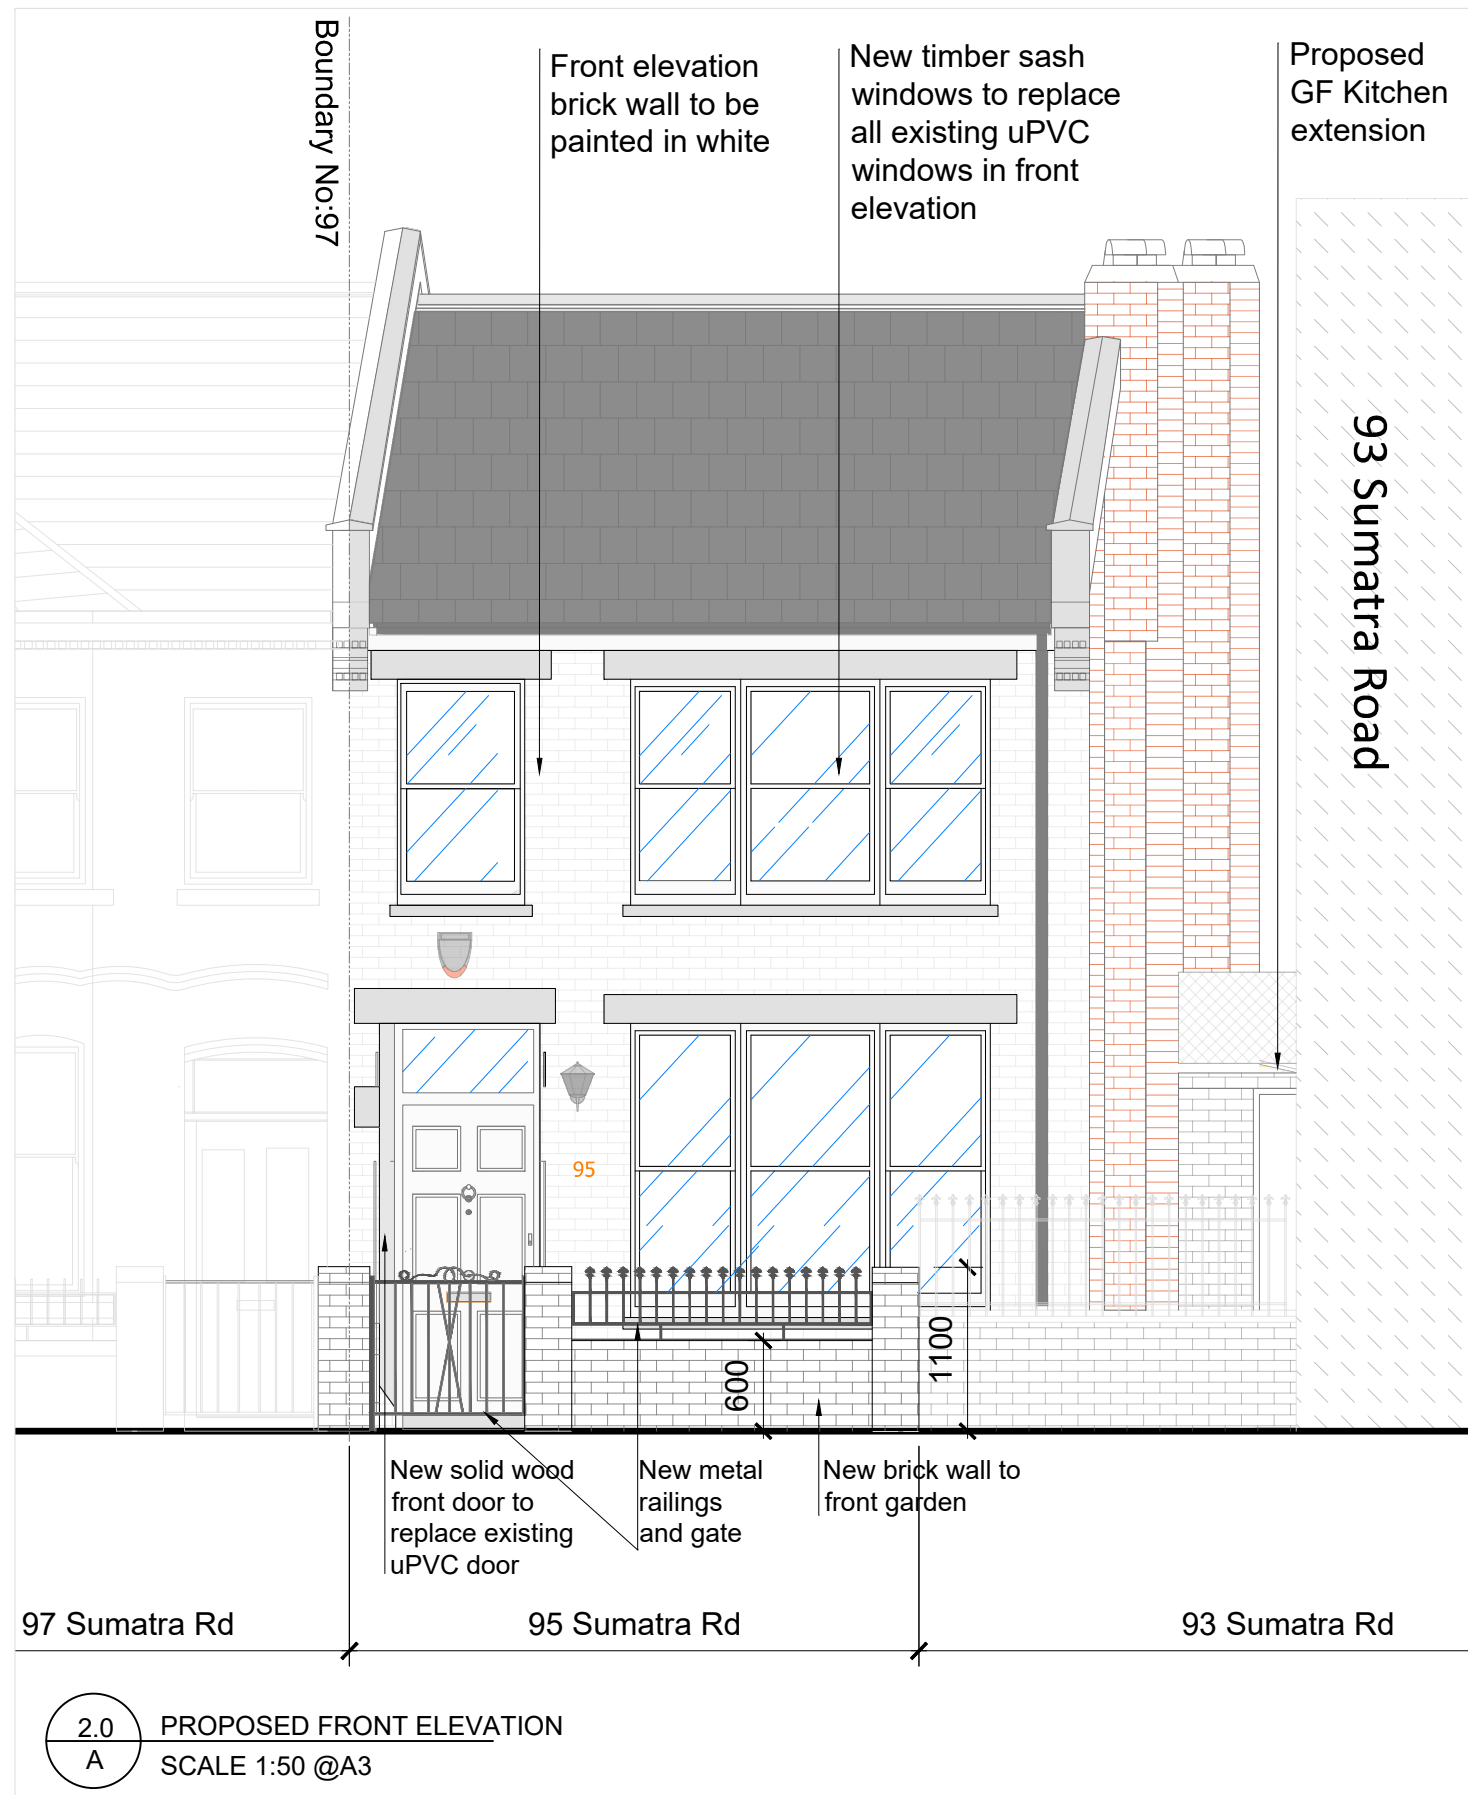 Boundary No:97
Front elevation
brick wall to be
painted in white
New timber sash
windows to replace
all existing uPVC
windows in front
elevation
Proposed
GF Kitchen
extension
93 Sumatra Road
95
600
1100
New solid wood
front door to
replace existing
uPVC door
New metal
railings
and gate
New brick wall to
front garden
97 Sumatra Rd
95 Sumatra Rd
93 Sumatra Rd
2.0
A
PROPOSED FRONT ELEVATION
SCALE 1:50 @A3